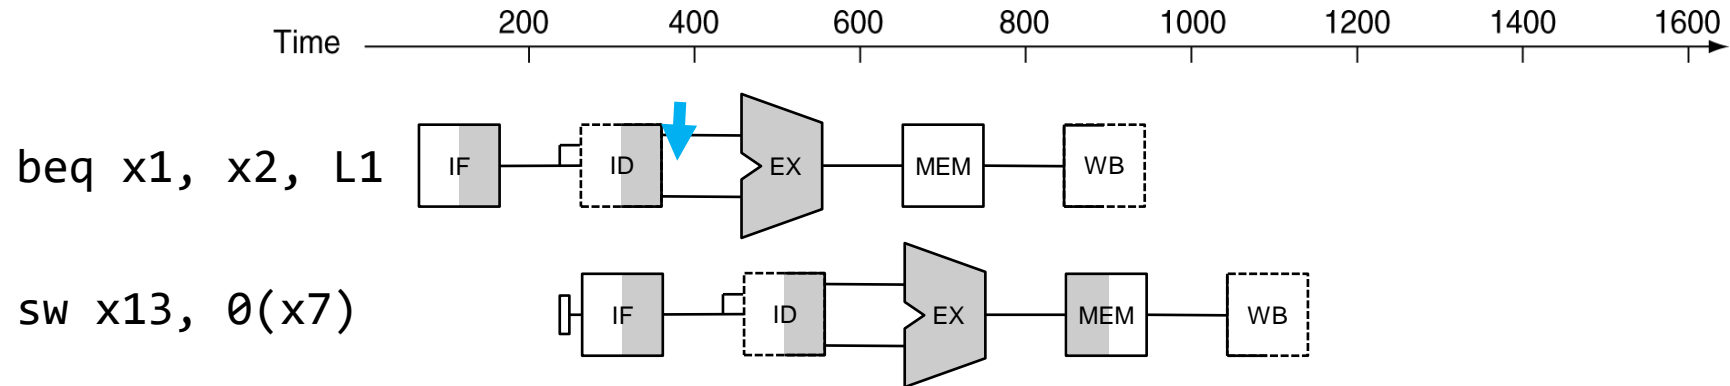 Time 200 400 600 800 1000 1200 1400 1600
beq x1, x2, L1 IF ID EX MEM WB
sw x13, 0(x7) IF ID EX MEM WB